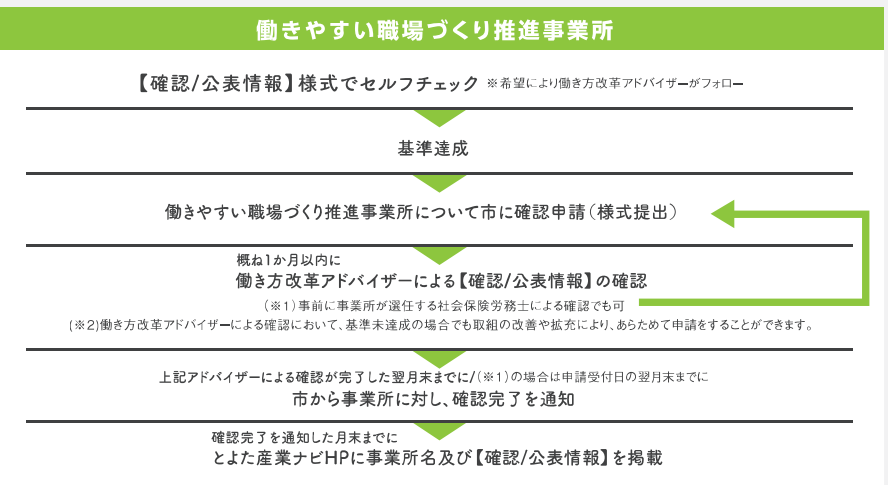 働きやすい職場づくり推進事業所
【確認/公表情報】様式でセルフチェック ※希望により働き方改革アドバイザーがフォロー
基準達成
働きやすい職場づくり推進事業所について市に確認申請(様式提出)
概ね1か月以内に
働き方改革アドバイザーによる【確認/公表情報】の確認
(※1)事前に事業所が選任する社会保険労務士による確認でも可
(※2)働き方改革アドバイザーによる確認において、基準未達成の場合でも取組の改善や拡充により、あらためて申請をすることができます。
上記アドバイザーによる確認が完了した翌月末までに/(※1)の場合は申請受付日の翌月末までに
市から事業所に対し、確認完了を通知
確認完了を通知した月末までに
とよた産業ナビHPに事業所名及び【確認/公表情報】を掲載